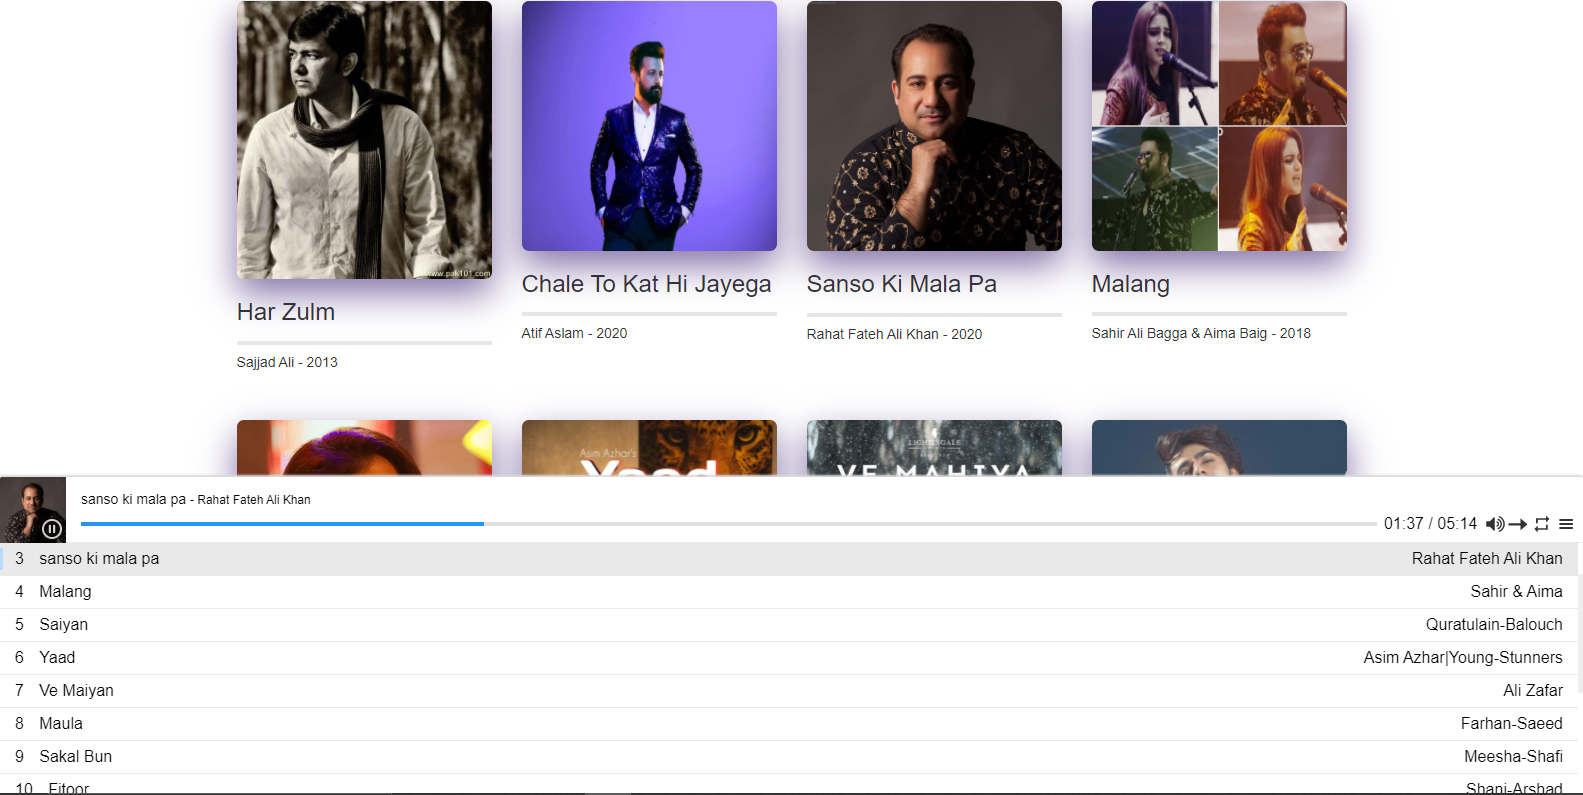 www.pak101.com
Har Zulm
Sajjad Ali - 2013
Chale To Kat Hi Jayega
Atif Aslam - 2020
Sanso Ki Mala Pa
Rahat Fateh Ali Khan - 2020
Malang
Sahir Ali Bagga & Aima Baig - 2018
Asim Azhar's
Yaad
LIGHTINGALE
VE MAHIYA
sanso ki mala pa - Rahat Fateh Ali Khan
01:37 / 05:14
3 sanso ki mala pa Rahat Fateh Ali Khan
4 Malang Sahir & Aima
5 Saiyan Quratulain-Balouch
6 Yaad Asim Azhar|Young-Stunners
7 Ve Maiyan Ali Zafar
8 Maula Farhan-Saeed
9 Sakal Bun Meesha-Shafi
10 Fitoor Shani-Arshad